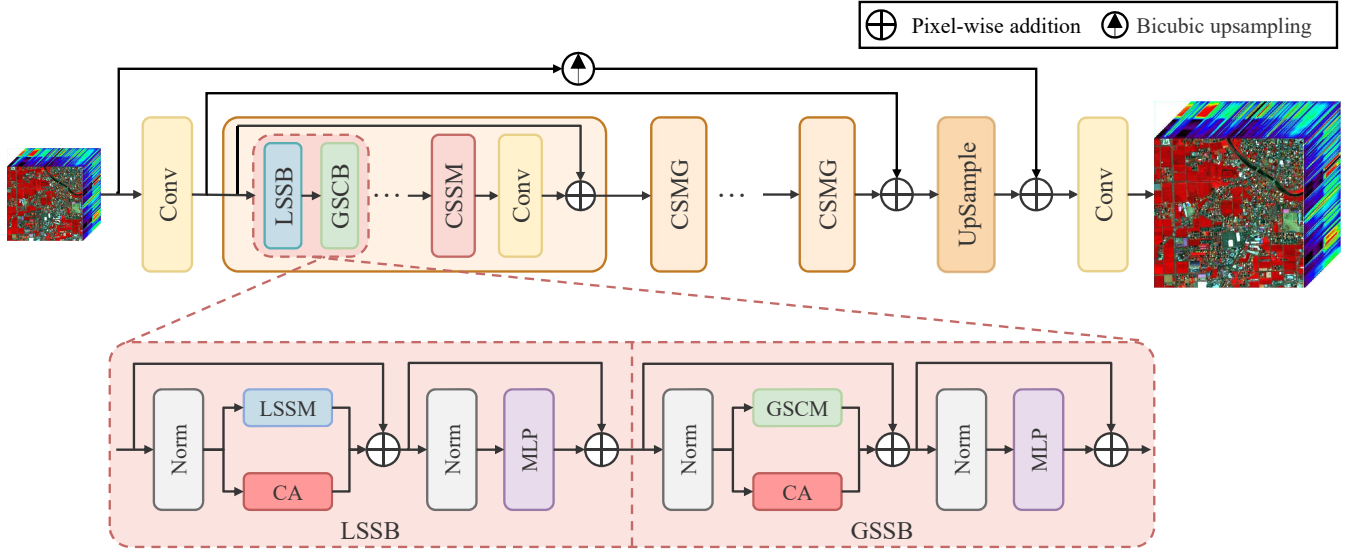 Pixel-wise addition
Bicubic upsampling
Conv
LSSB
GSCB
...
CSSM
Conv
CSMG
...
CSMG
UpSample
Conv
Norm
LSSM
CA
Norm
MLP
Norm
GSCM
CA
Norm
MLP
LSSB
GSSB